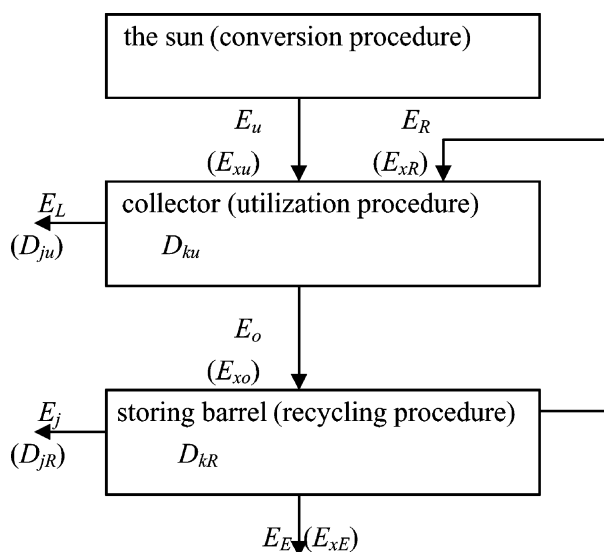 the sun (conversion procedure)
E_u E_R
(E_xu) (E_xR)
E_L collector (utilization procedure)
(D_ju) D_ku
E_o
(E_xo)
E_j storing barrel (recycling procedure)
(D_jR) D_kR
E_E (E_xE)